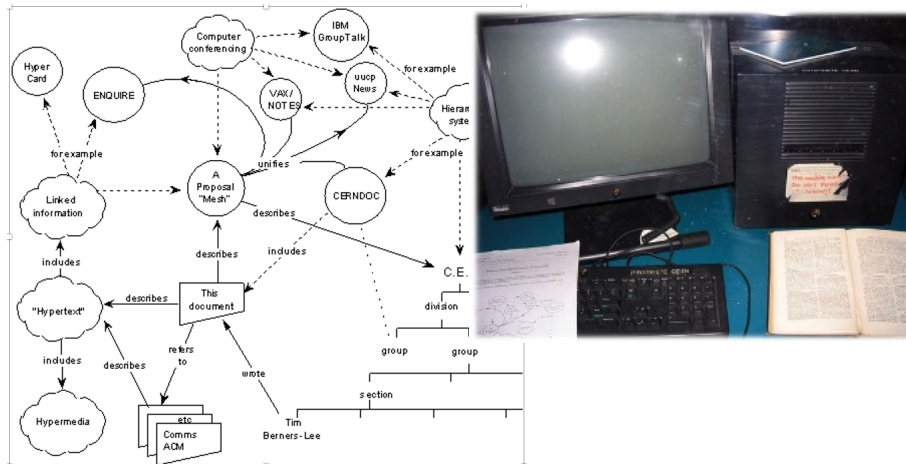 IBM
GroupTalk
Computer
conferencing
Hyper
Card
for example
uucp
News
ENQUIRE
VAX/
NOTES
Hierar
syste
for example
unifies
for example
A
Proposal
"Mesh"
CERNDOC
Linked
information
describes
includes
describes
includes
C.E.
This
document
describes
division
"Hypertext"
refers
to
group
group
includes
describes
wrote
section
etc
Hypermedia
Tim
Berners-Lee
Comms
ACM